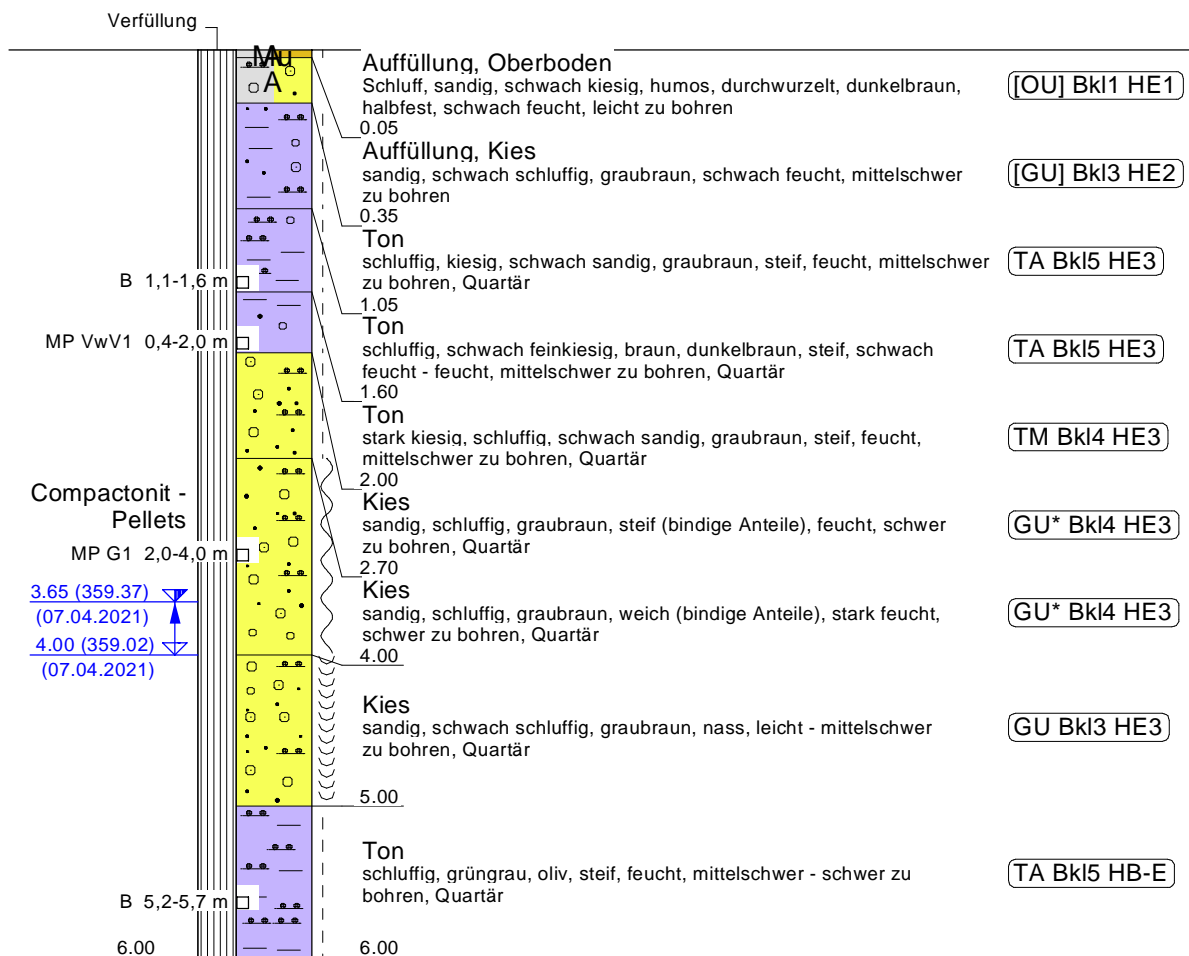 Verfüllung
Mu
A
A
Auffüllung, Oberboden
Schluff, sandig, schwach kiesig, humos, durchwurzelt, dunkelbraun,
halbfest, schwach feucht, leicht zu bohren
0.05
[OU] Bkl1 HE1
Auffüllung, Kies
sandig, schwach schluffig, graubraun, schwach feucht, mittelschwer
zu bohren
0.35
[GU] Bkl3 HE2
Ton
schluffig, kiesig, schwach sandig, graubraun, steif, feucht, mittelschwer
zu bohren, Quartär
1.05
TA Bkl5 HE3
B 1,1-1,6 m
Ton
schluffig, schwach feinkiesig, braun, dunkelbraun, steif, schwach
feucht - feucht, mittelschwer zu bohren, Quartär
1.60
TA Bkl5 HE3
MP VwV1 0,4-2,0 m
Ton
stark kiesig, schluffig, schwach sandig, graubraun, steif, feucht,
mittelschwer zu bohren, Quartär
2.00
TM Bkl4 HE3
Compactonit -
Pellets
MP G1 2,0-4,0 m
Kies
sandig, schluffig, graubraun, steif (bindige Anteile), feucht, schwer
zu bohren, Quartär
2.70
GU* Bkl4 HE3
3.65 (359.37)
(07.04.2021)
4.00 (359.02)
(07.04.2021)
Kies
sandig, schluffig, graubraun, weich (bindige Anteile), stark feucht,
schwer zu bohren, Quartär
4.00
GU* Bkl4 HE3
Kies
sandig, schwach schluffig, graubraun, nass, leicht - mittelschwer
zu bohren, Quartär
5.00
GU Bkl3 HE3
Ton
schluffig, grüngrau, oliv, steif, feucht, mittelschwer - schwer zu
bohren, Quartär
TA Bkl5 HB-E
B 5,2-5,7 m
6.00
6.00